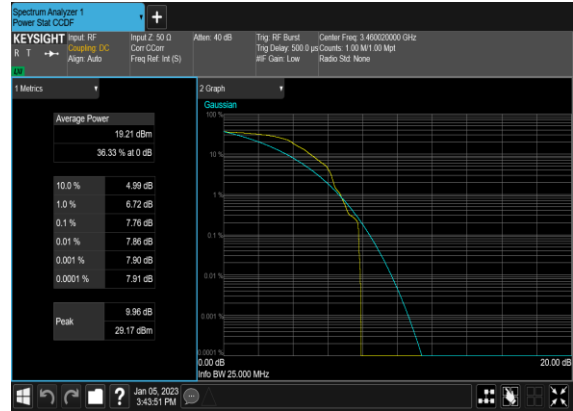 Spectrum Analyzer 1
Power Stat CCDF
KEYSIGHT
R T
LXI
Input: RF
Coupling: DC
Align: Auto
Input Z: 50 Ω
Corr CCorr
Freq Ref: Int (S)
Atten: 40 dB
Trig: RF Burst
Trig Delay: 500.0 µs
#IF Gain: Low
Center Freq: 3.460020000 GHz
Counts: 1.00 M/1.00 Mpt
Radio Std: None
1 Metrics
Average Power
19.21 dBm
36.33 % at 0 dB
10.0 % 4.99 dB
1.0 % 6.72 dB
0.1 % 7.76 dB
0.01 % 7.86 dB
0.001 % 7.90 dB
0.0001 % 7.91 dB
Peak
9.96 dB
29.17 dBm
2 Graph
Gaussian
100 %
10 %
1 %
0.1 %
0.01 %
0.001 %
0.0001 %
0.00 dB 20.00 dB
Info BW 25.000 MHz
Jan 05, 2023
3:43:51 PM